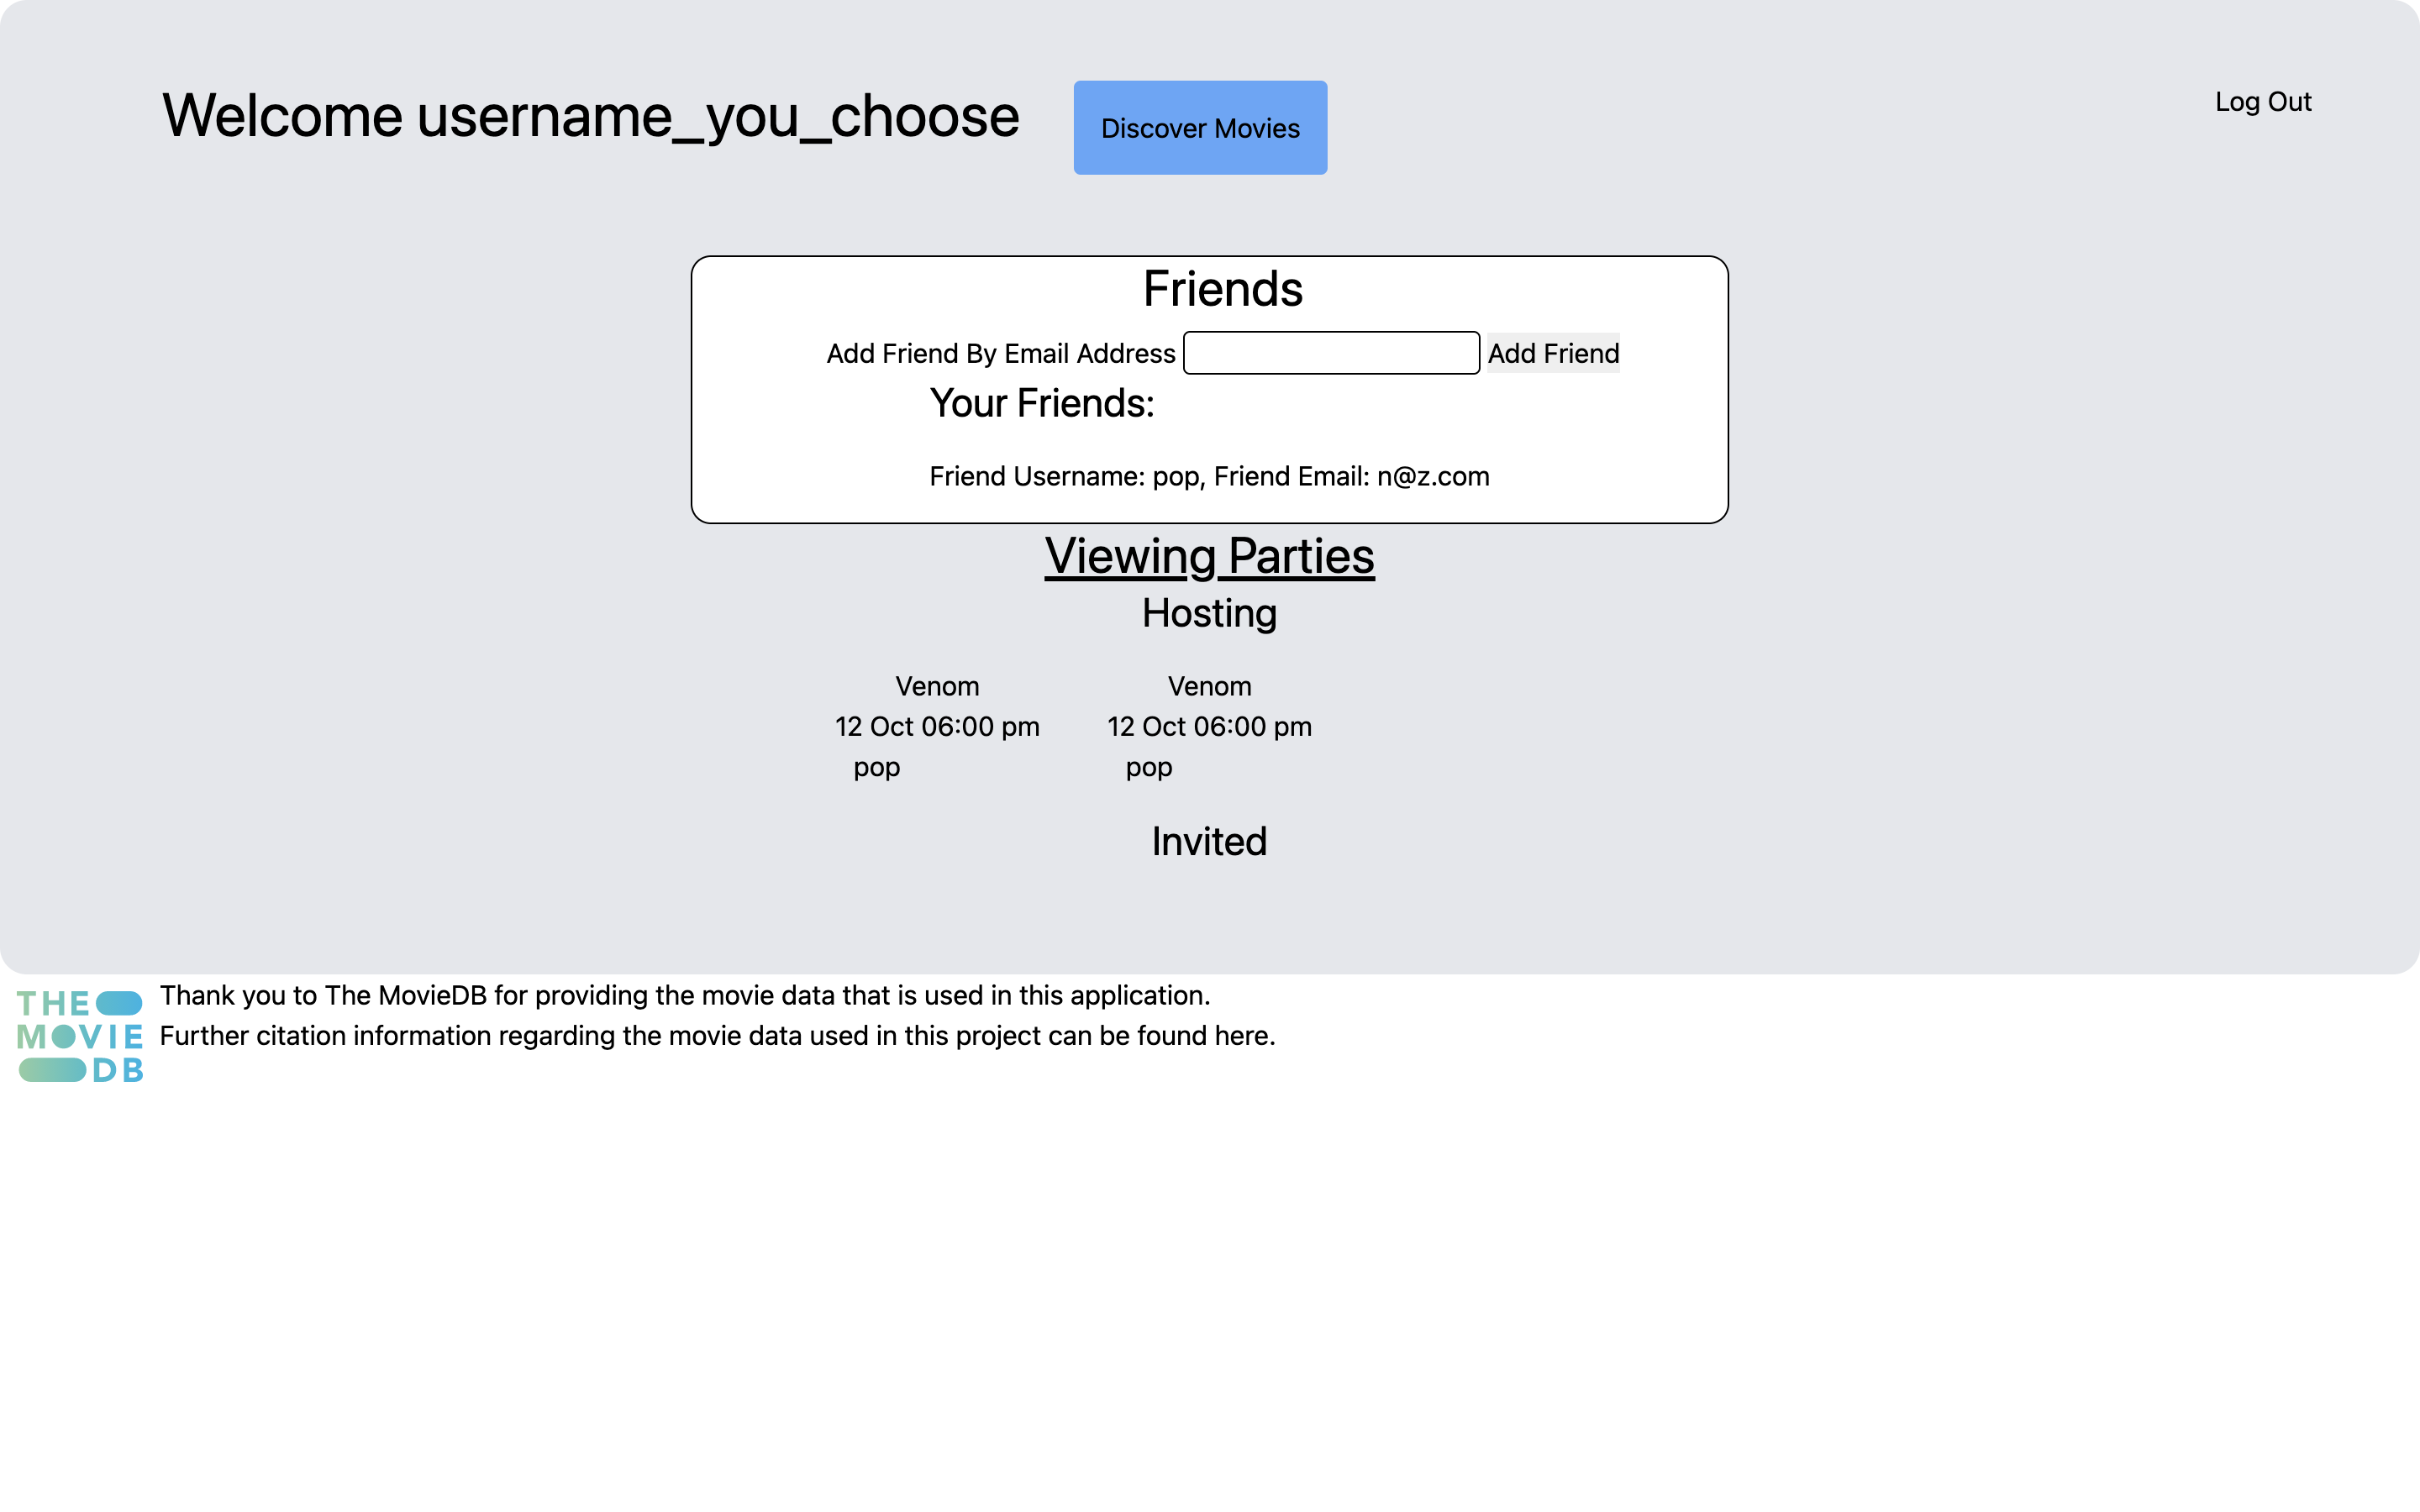 Welcome username_you_choose
Discover Movies
Log Out
Friends
Add Friend By Email Address
Add Friend
Your Friends:
Friend Username: pop, Friend Email: n@z.com
Viewing Parties
Hosting
Venom
12 Oct 06:00 pm
pop
Venom
12 Oct 06:00 pm
pop
Invited
THE
MOVIE
DB
Thank you to The MovieDB for providing the movie data that is used in this application.
Further citation information regarding the movie data used in this project can be found here.